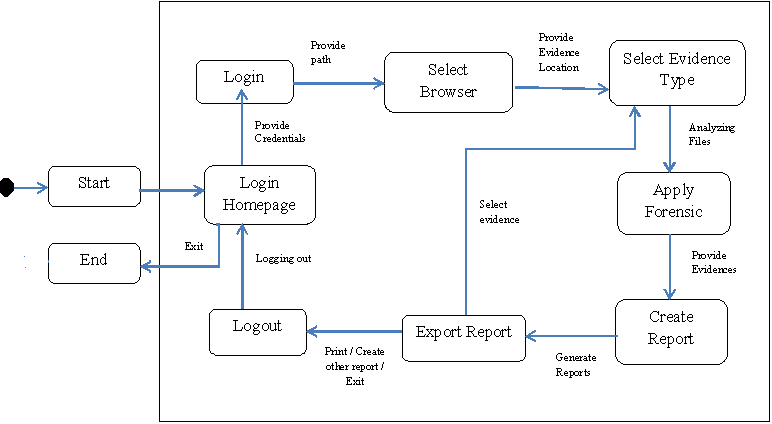 Provide
path
Provide
Evidence
Location
Login
Select
Browser
Select Evidence
Type
Provide
Credentials
Analyzing
Files
Start
Login
Homepage
Select
evidence
Apply
Forensic
End
Exit
Logging out
Provide
Evidences
Logout
Export Report
Create
Report
Print / Create
other report /
Exit
Generate
Reports